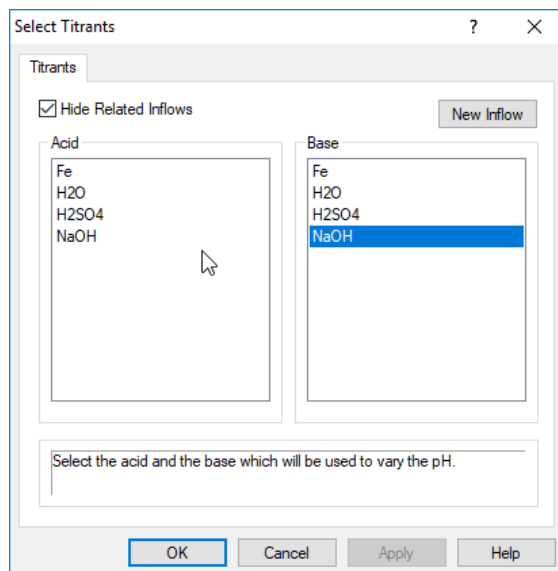 Select Titrants
Titrants
Hide Related Inflows
New Inflow
Acid
Fe
H2O
H2SO4
NaOH
Base
Fe
H2O
H2SO4
NaOH
Select the acid and the base which will be used to vary the pH.
OK
Cancel
Apply
Help